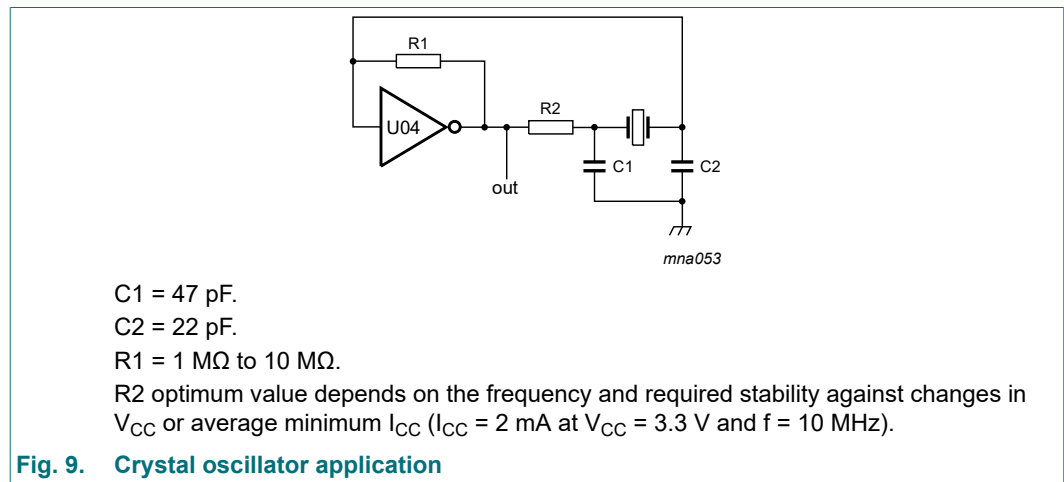 R1
U04
R2
C1
C2
out
mna053
C1 = 47 pF.
C2 = 22 pF.
R1 = 1 MΩ to 10 MΩ.
R2 optimum value depends on the frequency and required stability against changes in
VCC or average minimum ICC (ICC = 2 mA at VCC = 3.3 V and f = 10 MHz).
Fig. 9. Crystal oscillator application